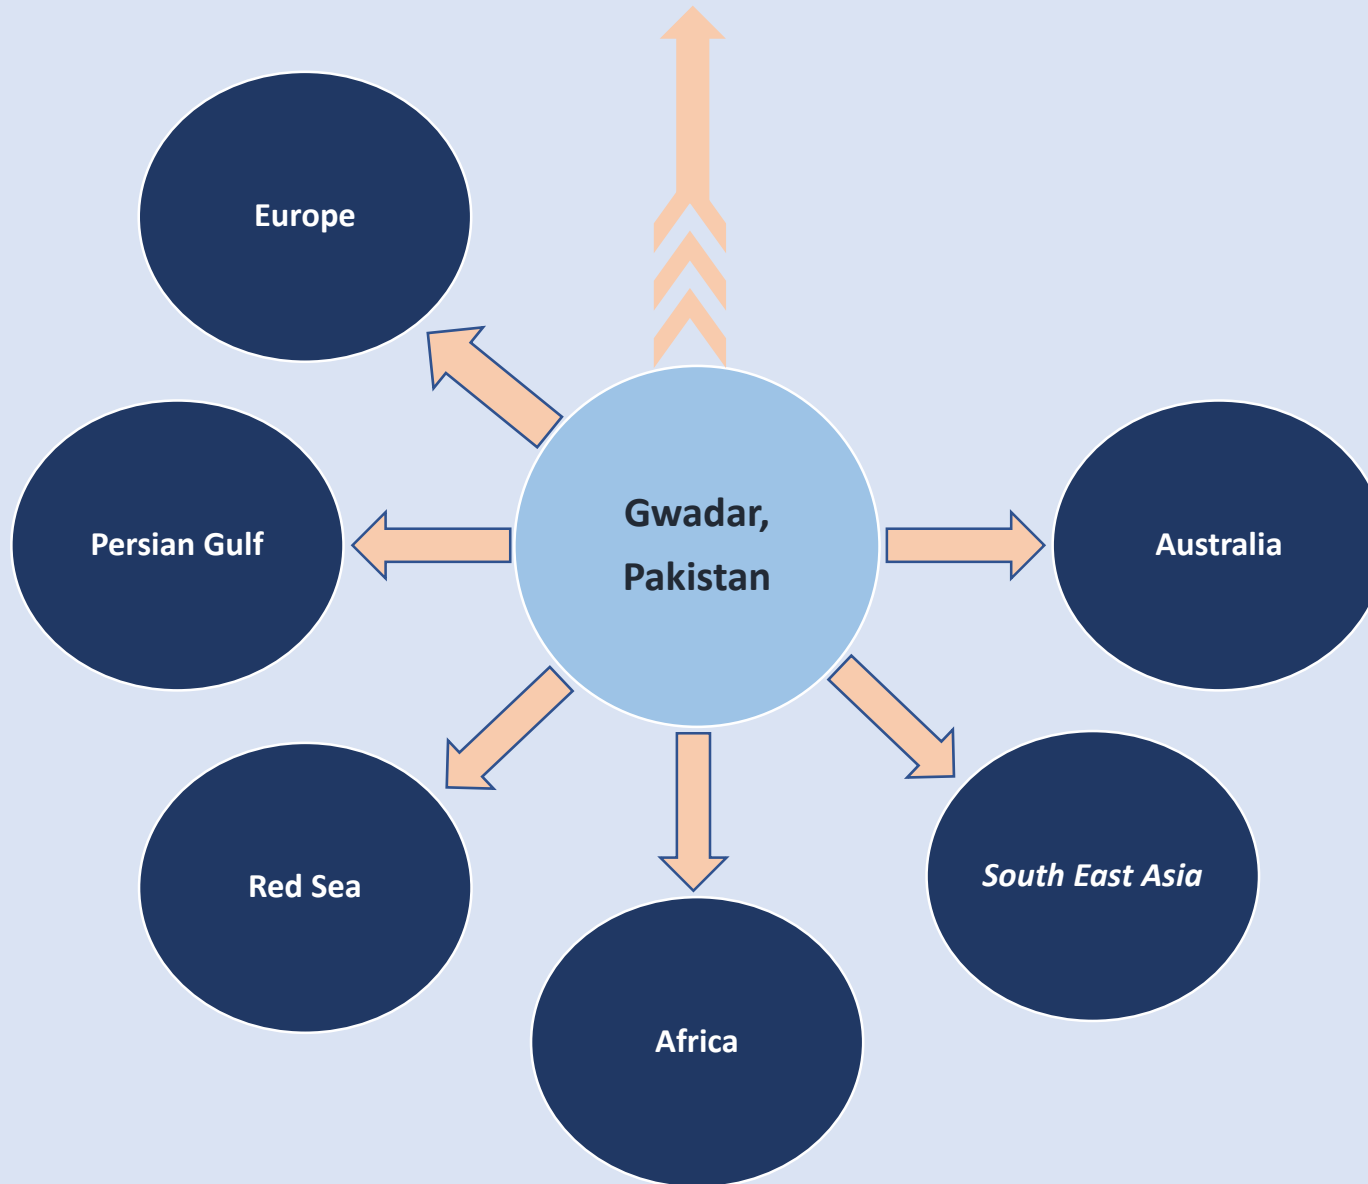 Europe
Gwadar,
Pakistan
Persian Gulf
Australia
Red Sea
South East Asia
Africa